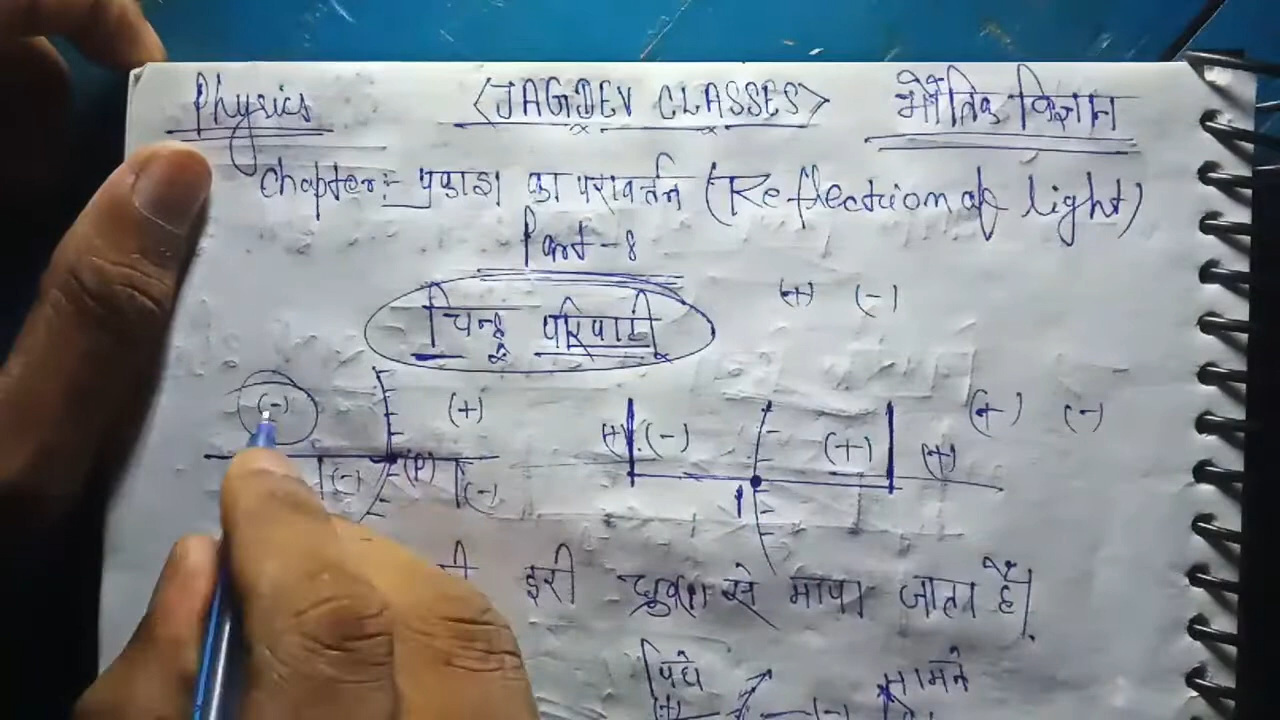 Physics <JAGDEV CLASSES> भौतिक विज्ञान
Chapter:- प्रकाश का परावर्तन (Reflection of light)
Part-8
(+) (-)
चिन्ह परिपाटी
(-) (+) (+) (-) (+) (+) (-)
(-) (P) (-) (+)
P
दूरी ध्रुव से मापा जाता है।
पिछे सामने
(+) (-)